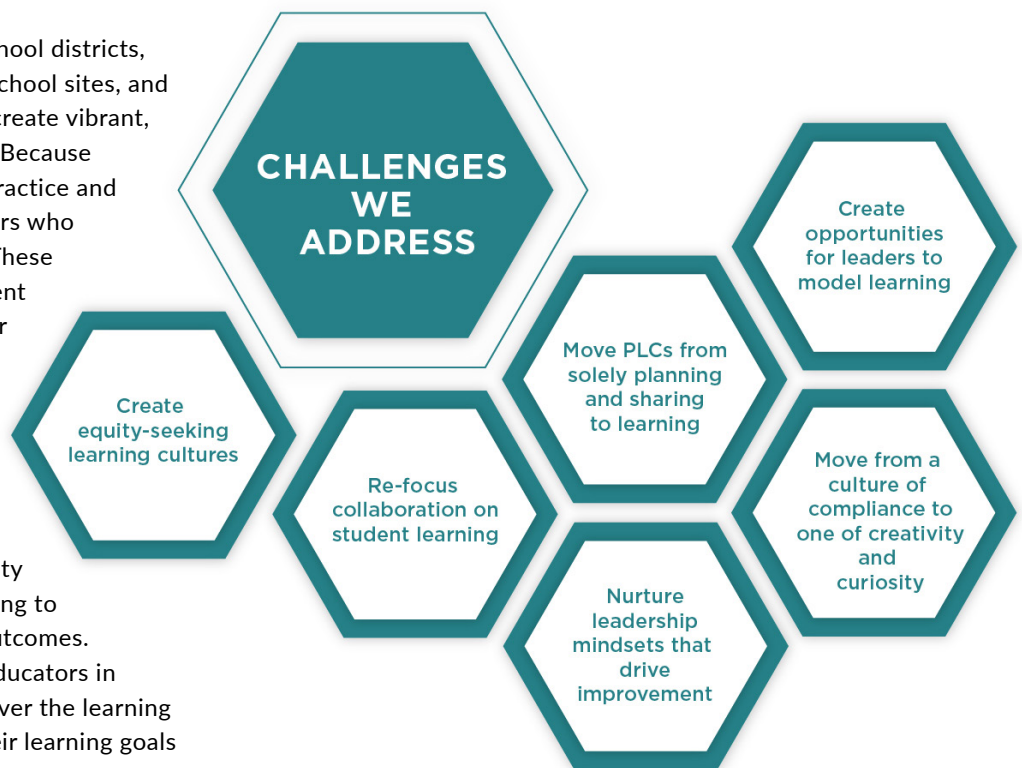 hool districts,
chool sites, and
create vibrant,
Because
ractice and
rs who
hese
ent
r
CHALLENGES
WE
ADDRESS
Create
opportunities
for leaders to
model learning
Move PLCs from
solely planning
and sharing
to learning
Create
equity-seeking
learning cultures
Re-focus
collaboration on
student learning
Move from a
culture of
compliance to
one of creativity
and
curiosity
Nurture
leadership
mindsets that
drive
improvement
ty
ng to
utcomes.
ducators in
ver the learning
eir learning goals